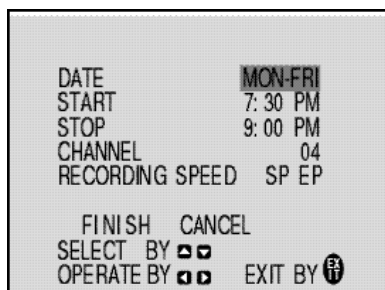 DATE MON-FRI
START 7:30 PM
STOP 9:00 PM
CHANNEL 04
RECORDING SPEED SP EP
FINISH CANCEL
SELECT BY
OPERATE BY EXIT BY EXIT